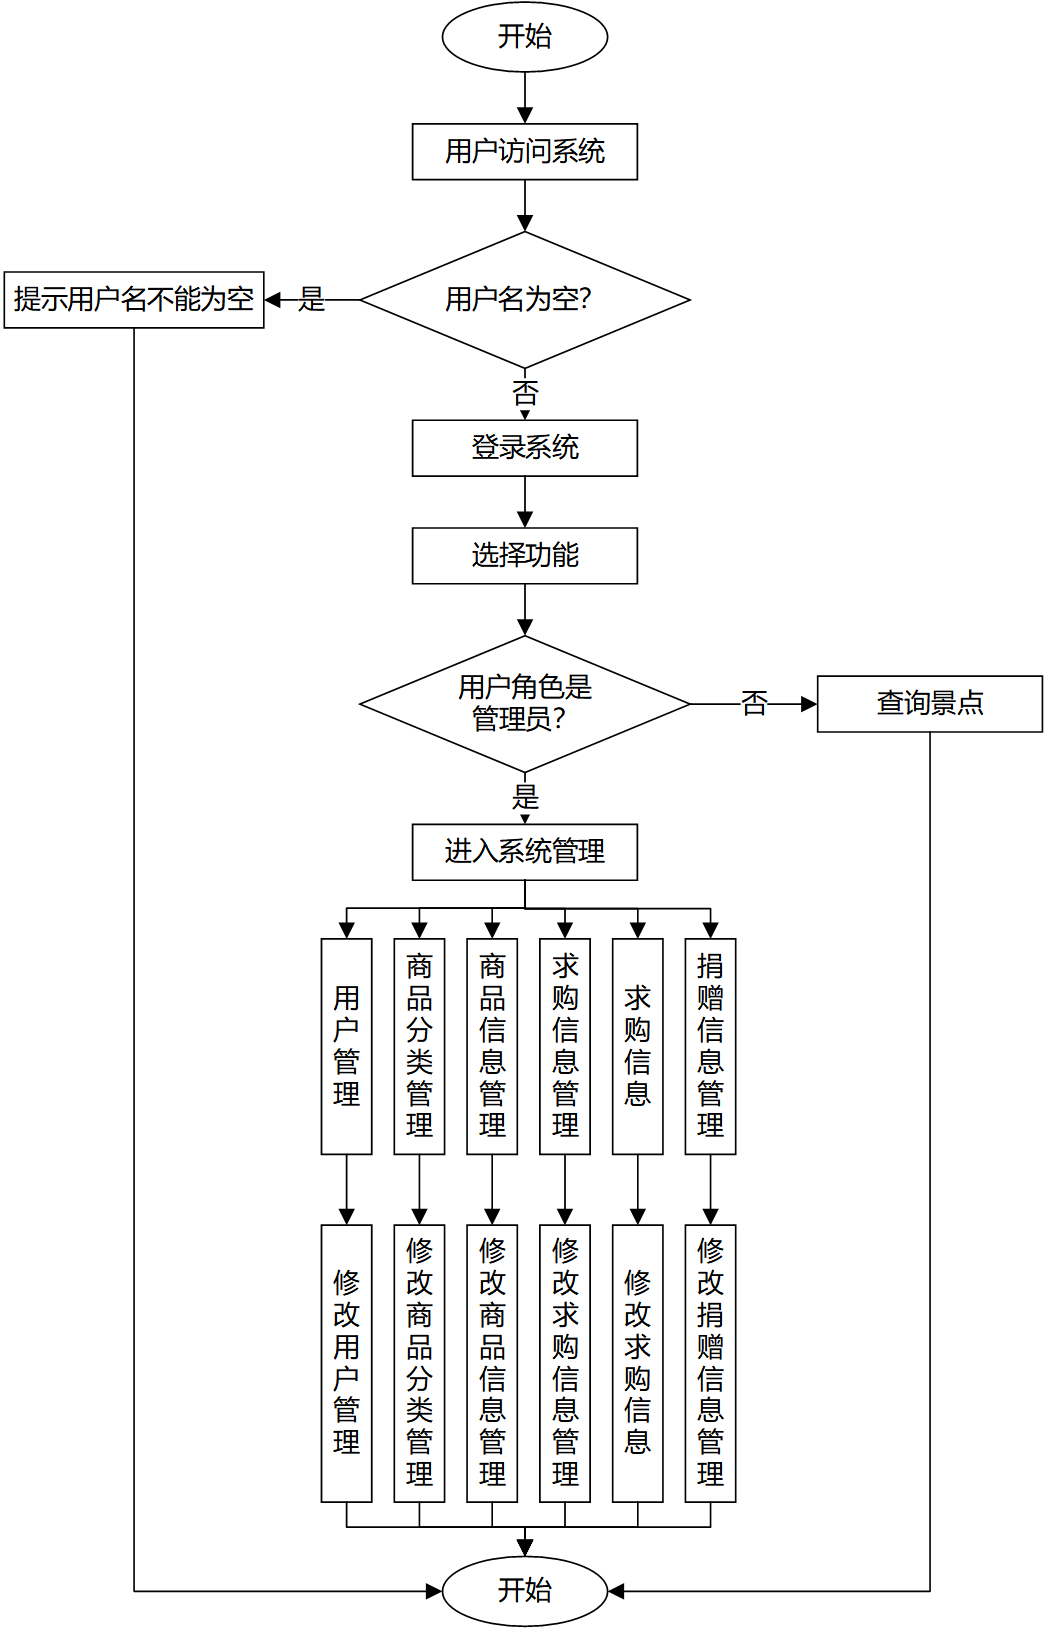 开始
用户访问系统
用户名为空？
是
提示用户名不能为空
否
登录系统
选择功能
用户角色是
管理员？
否
查询景点
是
进入系统管理
用户管理
商品分类管理
商品信息管理
求购信息管理
求购信息
捐赠信息管理
修改用户管理
修改商品分类管理
修改商品信息管理
修改求购信息管理
修改求购信息
修改捐赠信息管理
开始